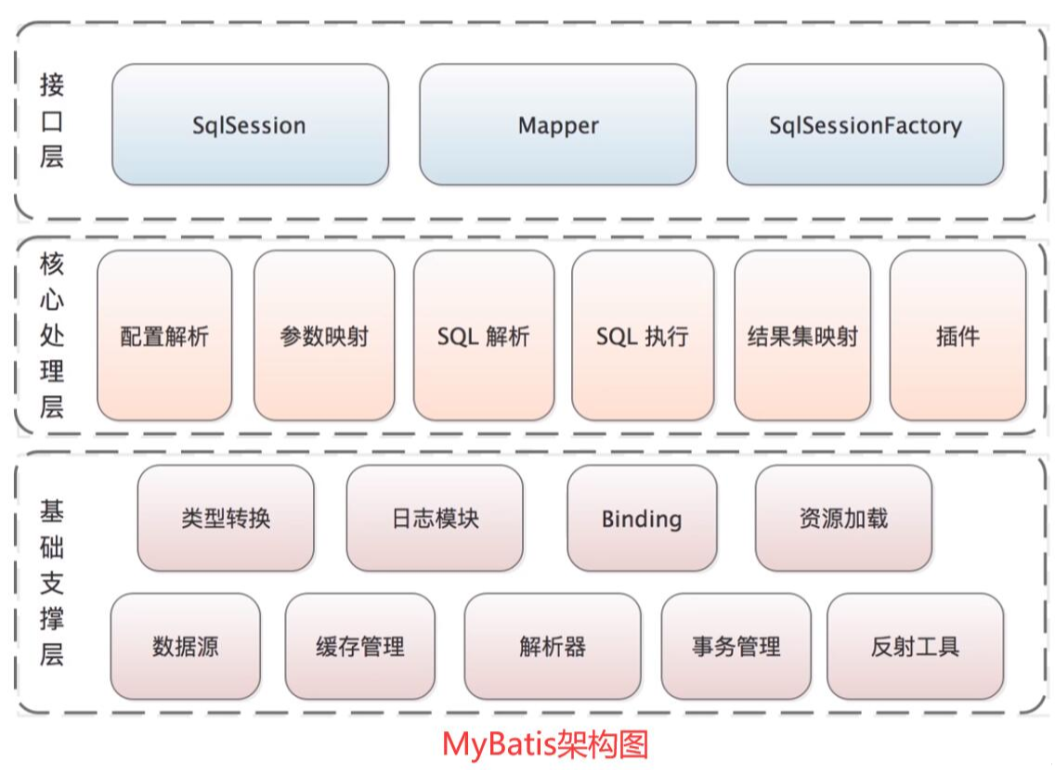 接口层
SqlSession
Mapper
SqlSessionFactory
核心处理层
配置解析
参数映射
SQL 解析
SQL 执行
结果集映射
插件
基础支撑层
类型转换
日志模块
Binding
资源加载
数据源
缓存管理
解析器
事务管理
反射工具
MyBatis架构图